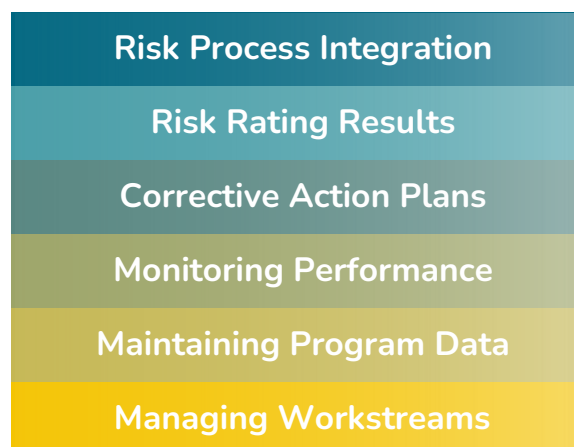 Risk Process Integration
Risk Rating Results
Corrective Action Plans
Monitoring Performance
Maintaining Program Data
Managing Workstreams